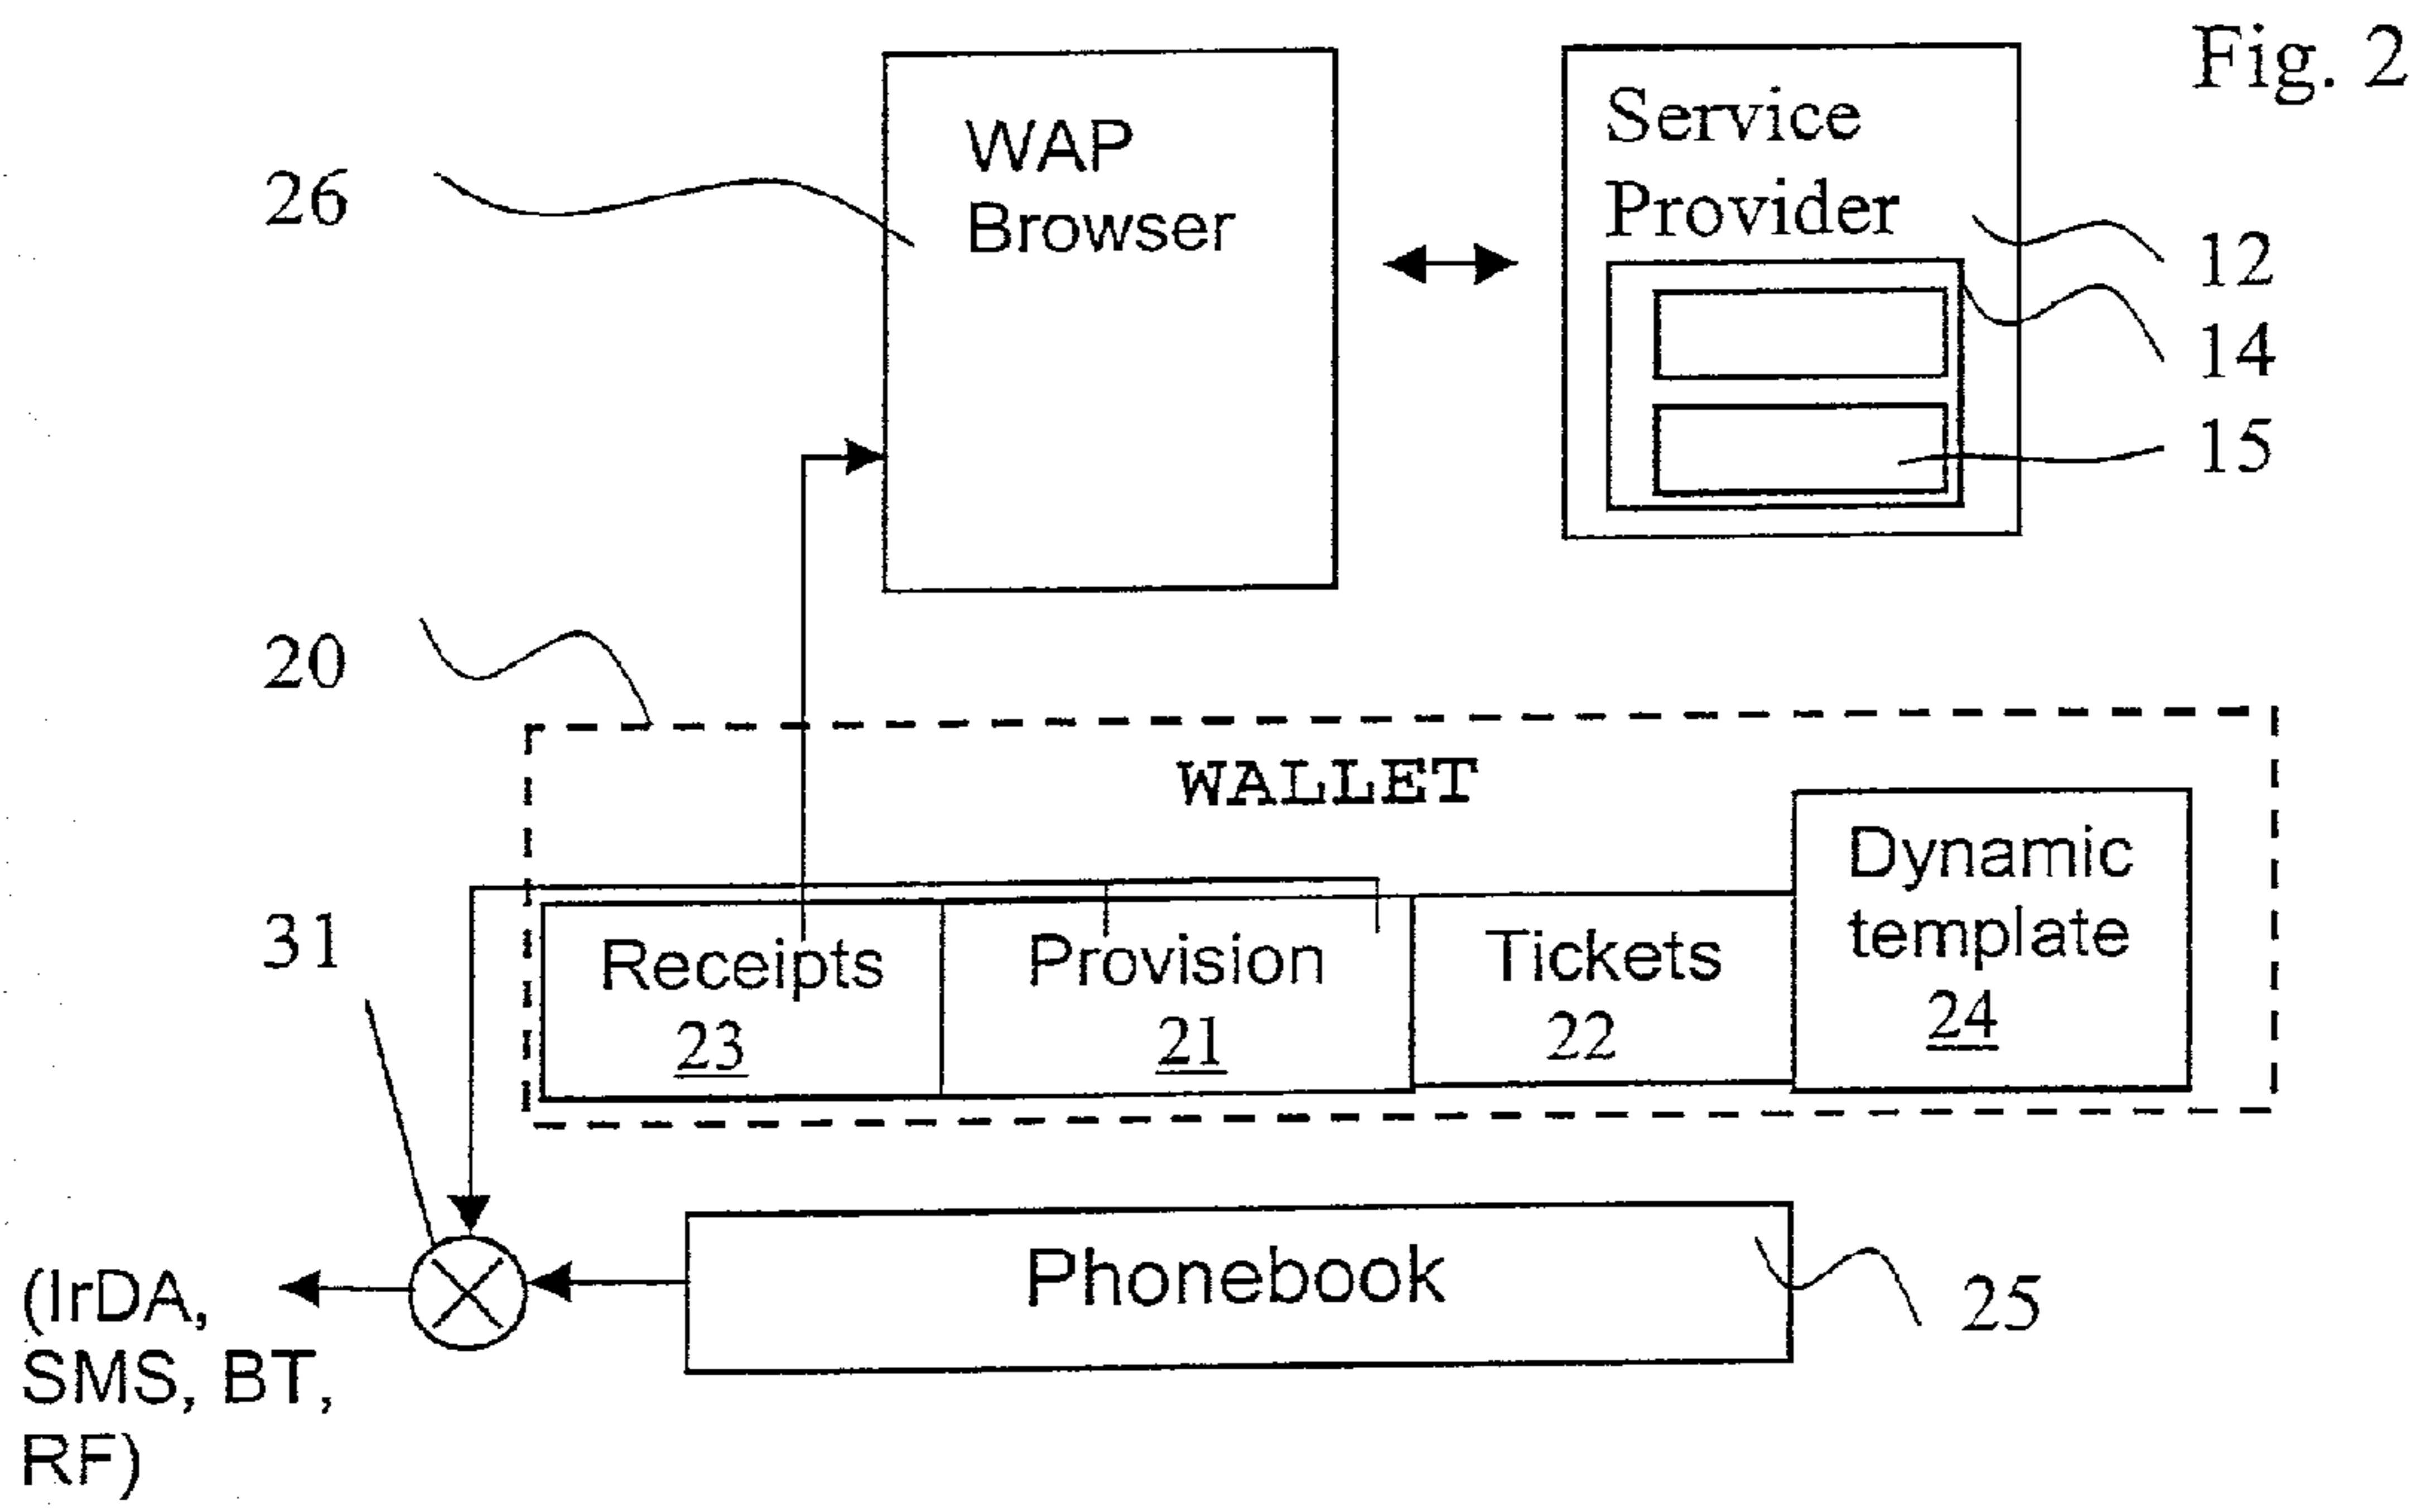 Fig. 2
WAP
Browser
Service
Provider
26
12
14
15
20
WALLET
Dynamic
template
24
31
Receipts
23
Provision
21
Tickets
22
Phonebook
25
(IrDA,
SMS, BT,
RF)